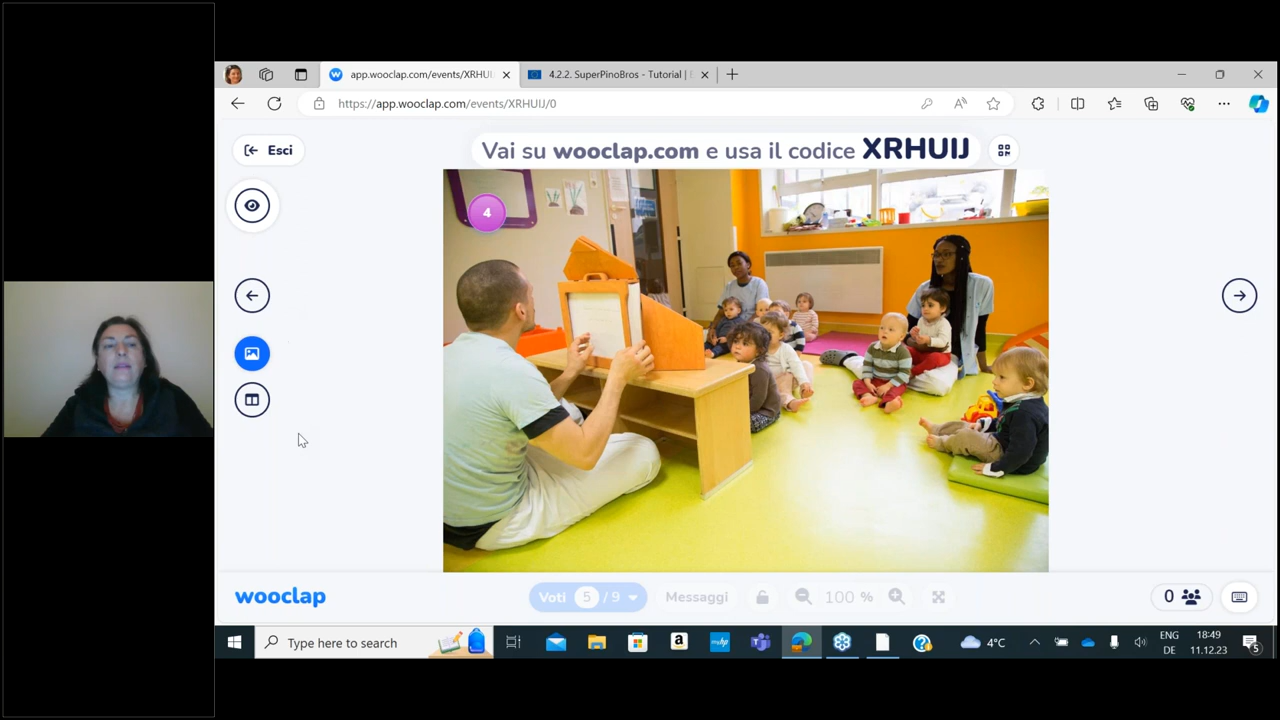 app.wooclap.com/events/XRHUI
4.2.2. SuperPinoBros - Tutorial |
https://app.wooclap.com/events/XRHUIJ/0
Esci
Vai su wooclap.com e usa il codice XRHUIJ
4
wooclap
Voti 5 / 9
Messaggi
100 %
0
Type here to search
4°C
ENG
DE
18:49
11.12.23
5